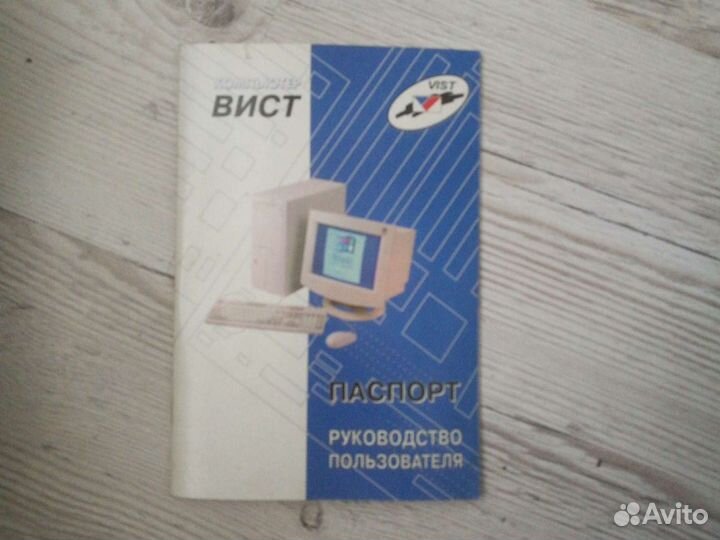 КОМПЬЮТЕР
ВИСТ
VIST
ПАСПОРТ
РУКОВОДСТВО
ПОЛЬЗОВАТЕЛЯ
Avito